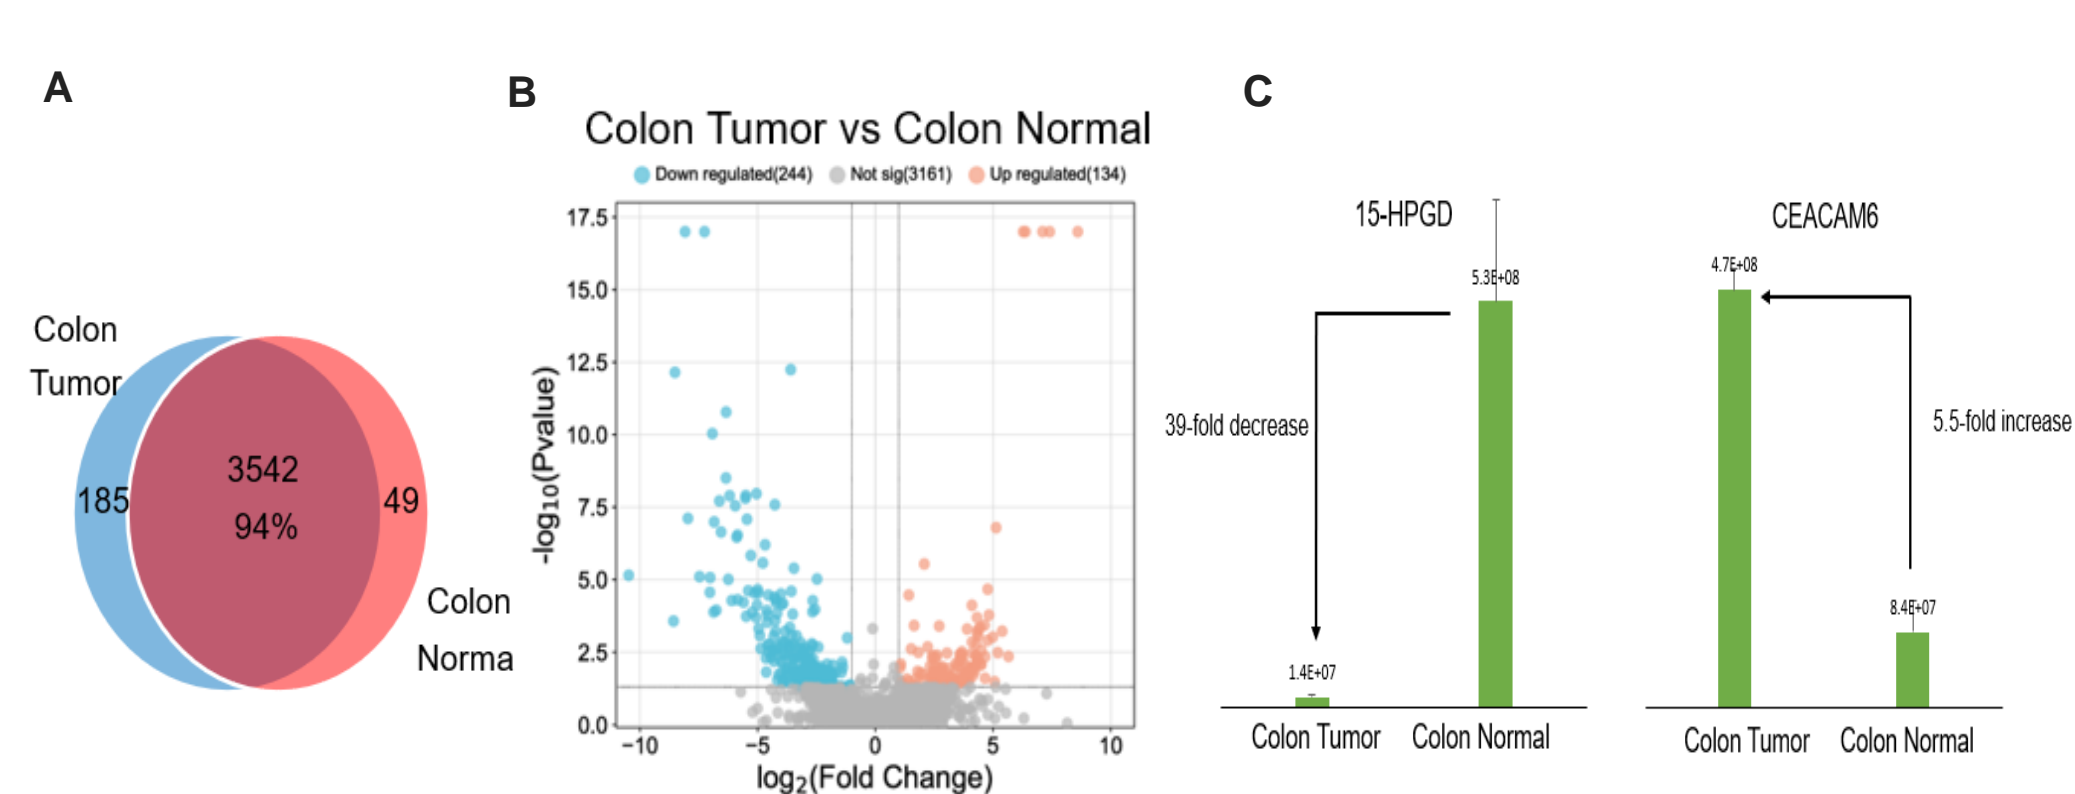 A
B
C
Colon
Tumor
185
3542
94%
49
Colon
Norma
Colon Tumor vs Colon Normal
Down regulated(244)
Not sig(3161)
Up regulated(134)
-log10(Pvalue)
17.5
15.0
12.5
10.0
7.5
5.0
2.5
0.0
−10
−5
0
5
10
log2(Fold Change)
15-HPGD
5.3E+08
39-fold decrease
1.4E+07
Colon Tumor
Colon Normal
CEACAM6
4.7E+08
5.5-fold increase
8.4E+07
Colon Tumor
Colon Normal